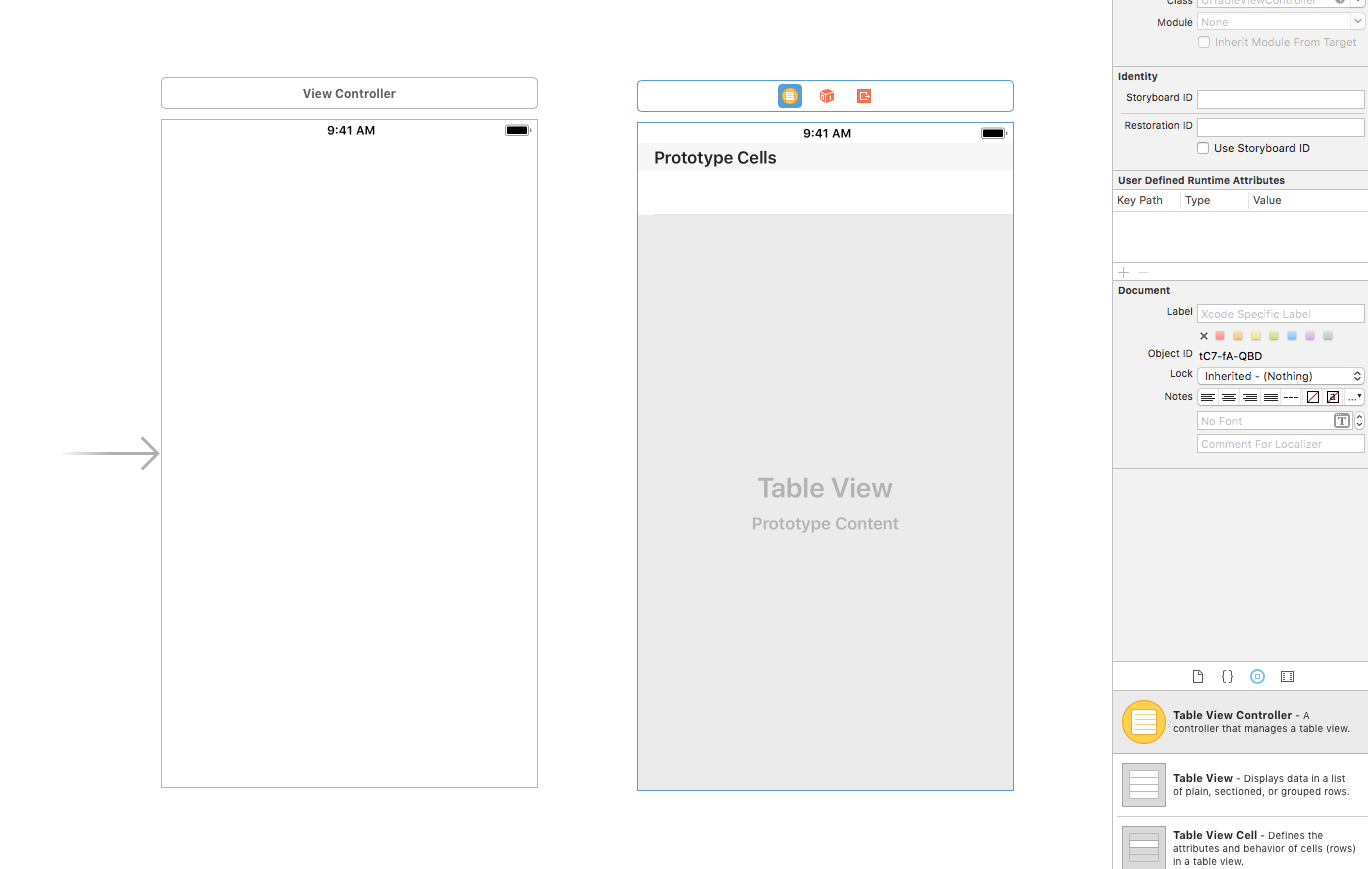 View Controller
9:41 AM
9:41 AM
Prototype Cells
Table View
Prototype Content
Class UITableViewController
Module None
Inherit Module From Target
Identity
Storyboard ID
Restoration ID
Use Storyboard ID
User Defined Runtime Attributes
Key Path Type Value
Document
Label Xcode Specific Label
Object ID tC7-fA-QBD
Lock Inherited - (Nothing)
Notes
No Font
Comment For Localizer
Table View Controller - A
controller that manages a table view.
Table View - Displays data in a list
of plain, sectioned, or grouped rows.
Table View Cell - Defines the
attributes and behavior of cells (rows)
in a table view.